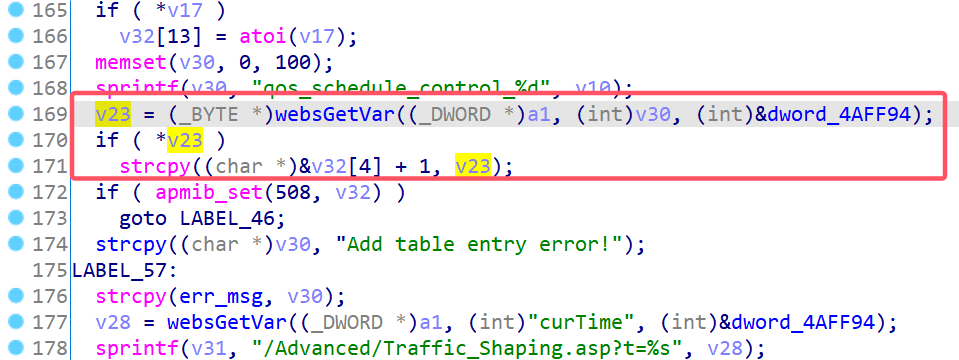 165 if ( *v17 )
166 v32[13] = atoi(v17);
167 memset(v30, 0, 100);
168 sprintf(v30, "qos_schedule_control_%d", v10);
169 v23 = (_BYTE *)websGetVar((_DWORD *)a1, (int)v30, (int)&dword_4AFF94);
170 if ( *v23 )
171 strcpy((char *)&v32[4] + 1, v23);
172 if ( apmib_set(508, v32) )
173 goto LABEL_46;
174 strcpy((char *)v30, "Add table entry error!");
175 LABEL_57:
176 strcpy(err_msg, v30);
177 v28 = websGetVar((_DWORD *)a1, (int)"curTime", (int)&dword_4AFF94);
178 sprintf(v31, "/Advanced/Traffic_Shaping.asp?t=%s", v28);